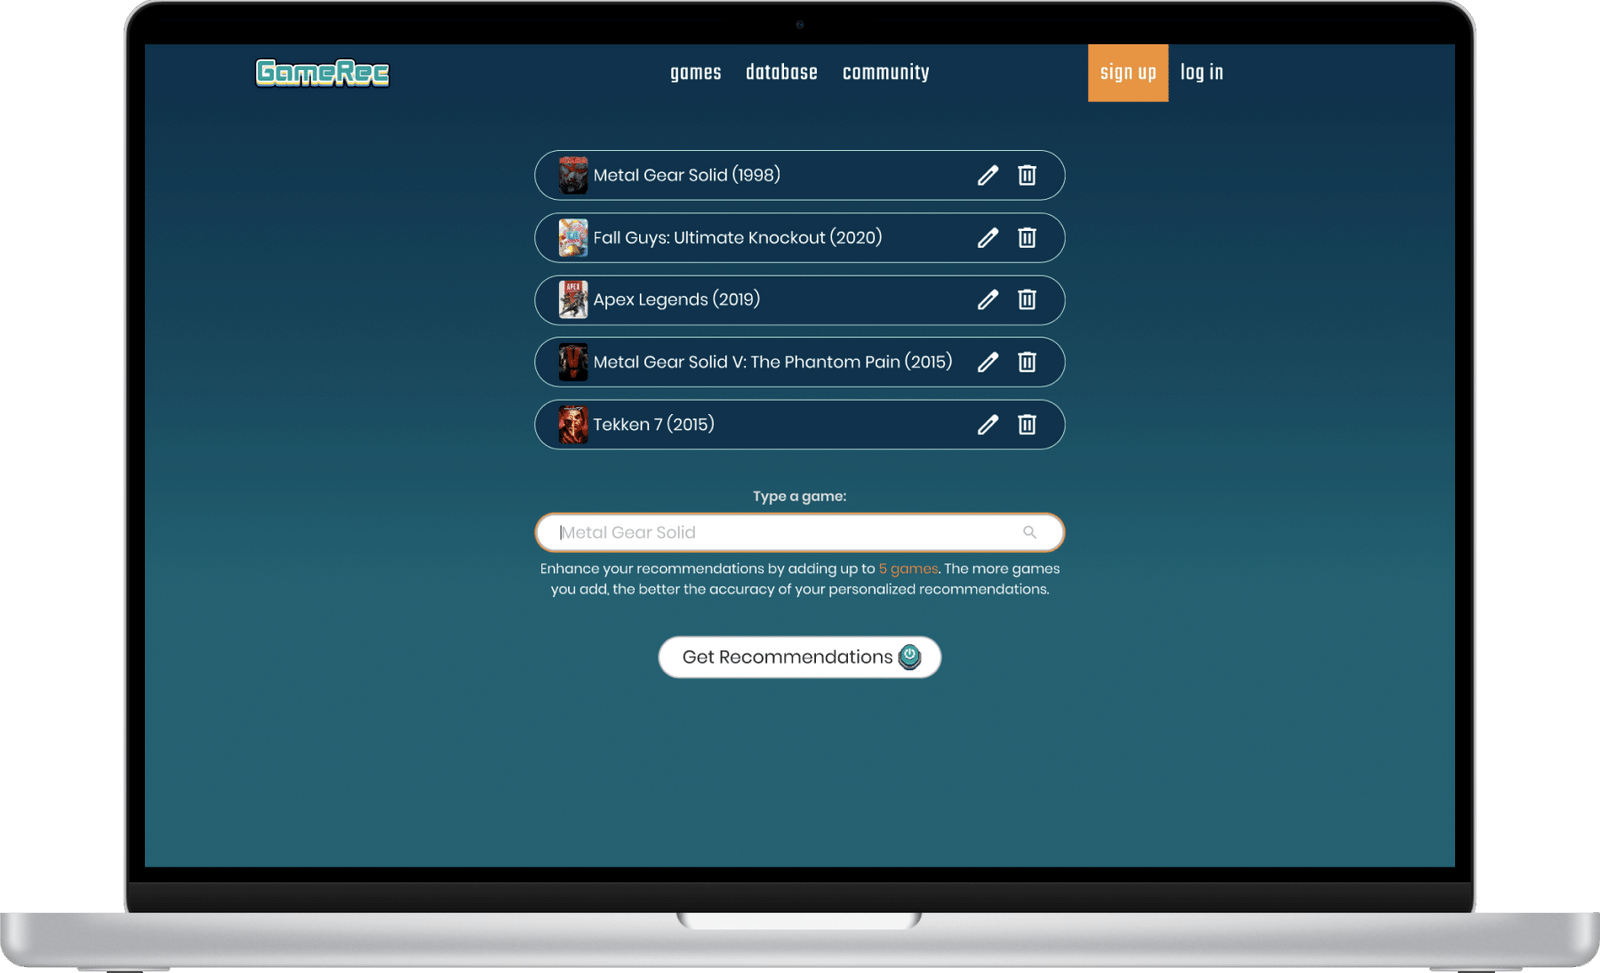 GameRec
games database community
sign up log in
Metal Gear Solid (1998)
Fall Guys: Ultimate Knockout (2020)
APEX
Apex Legends (2019)
Metal Gear Solid V: The Phantom Pain (2015)
Tekken 7 (2015)
Type a game:
Metal Gear Solid
Enhance your recommendations by adding up to 5 games. The more games
you add, the better the accuracy of your personalized recommendations.
Get Recommendations